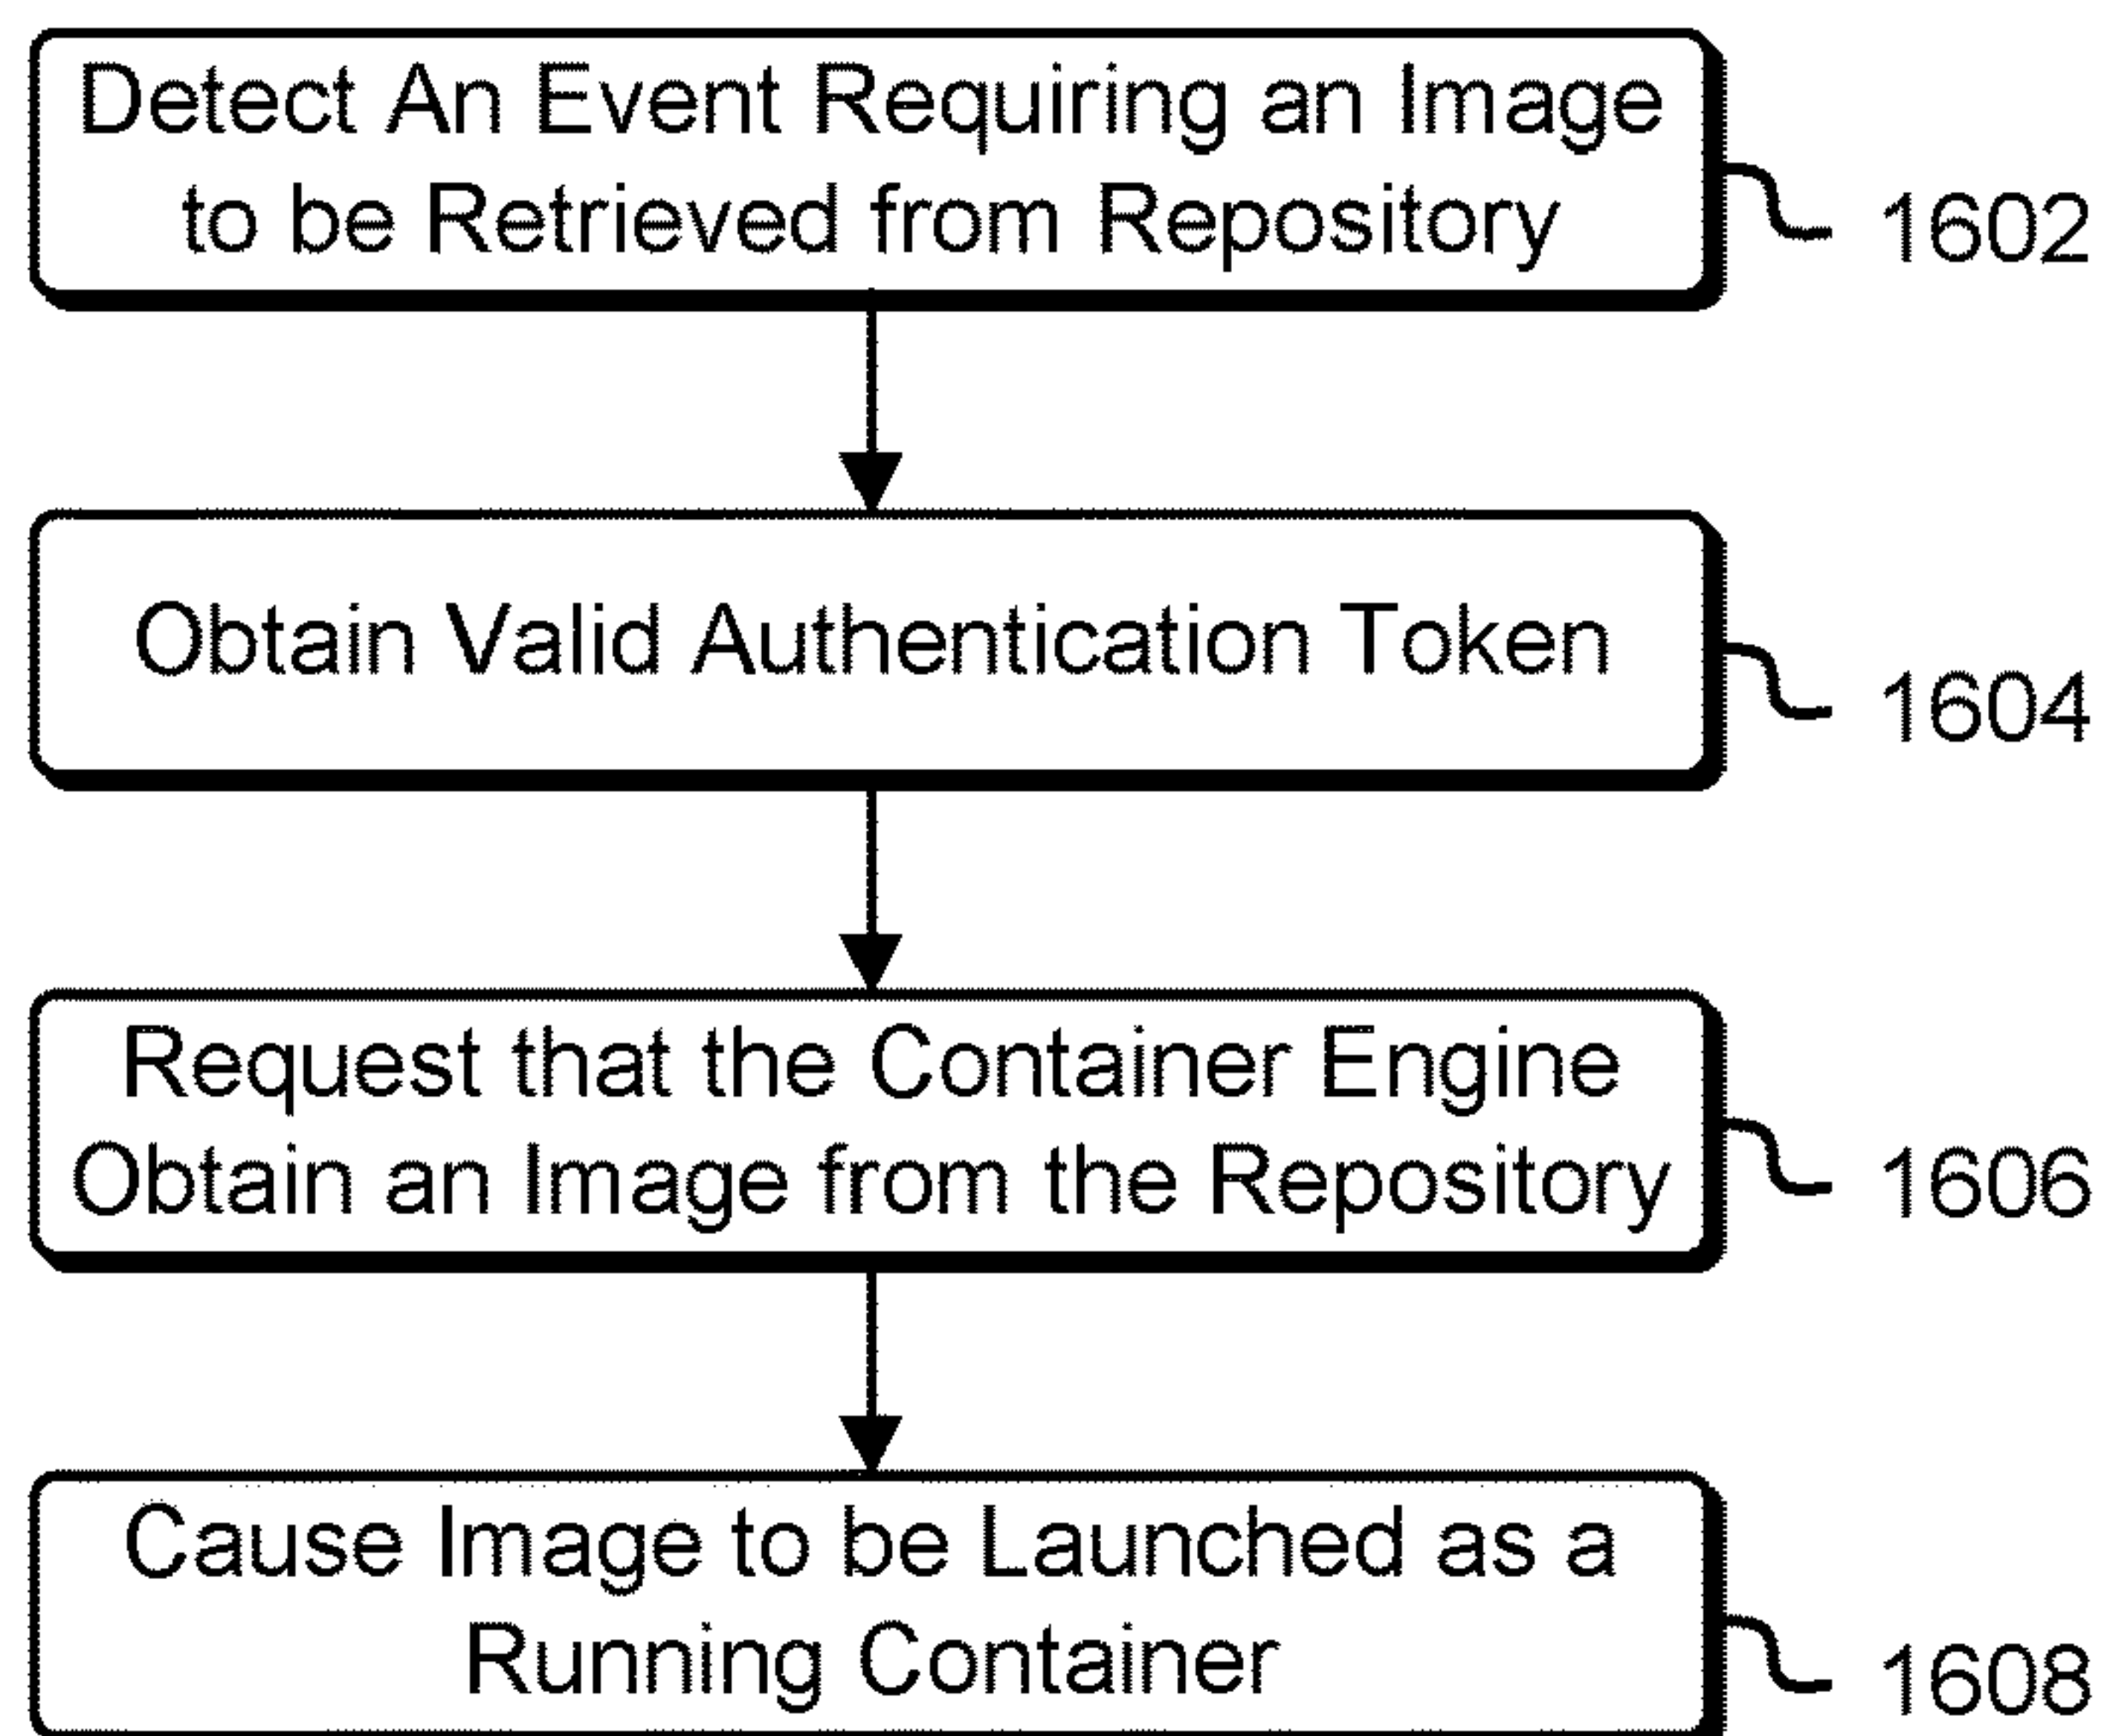 Detect An Event Requiring an Image
to be Retrieved from Repository
1602
Obtain Valid Authentication Token
1604
Request that the Container Engine
Obtain an Image from the Repository
1606
Cause Image to be Launched as a
Running Container
1608